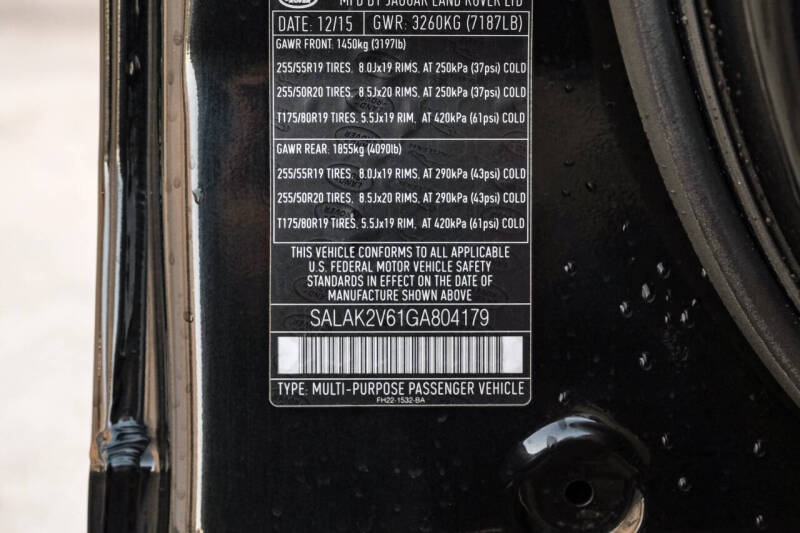 MFD BY JAGUAR LAND ROVER LTD
DATE: 12/15 GWR: 3260KG (7187LB)
GAWR FRONT: 1450kg (3197lb)
255/55R19 TIRES, 8.0Jx19 RIMS, AT 250kPa (37psi) COLD
255/50R20 TIRES, 8.5Jx20 RIMS, AT 250kPa (37psi) COLD
T175/80R19 TIRES, 5.5Jx19 RIM, AT 420kPa (61psi) COLD
GAWR REAR: 1855kg (4090lb)
255/55R19 TIRES, 8.0Jx19 RIMS, AT 290kPa (43psi) COLD
255/50R20 TIRES, 8.5Jx20 RIMS, AT 290kPa (43psi) COLD
T175/80R19 TIRES, 5.5Jx19 RIM, AT 420kPa (61psi) COLD
THIS VEHICLE CONFORMS TO ALL APPLICABLE
U.S. FEDERAL MOTOR VEHICLE SAFETY
STANDARDS IN EFFECT ON THE DATE OF
MANUFACTURE SHOWN ABOVE
SALAK2V61GA804179
TYPE: MULTI-PURPOSE PASSENGER VEHICLE
FH22-1532-BA